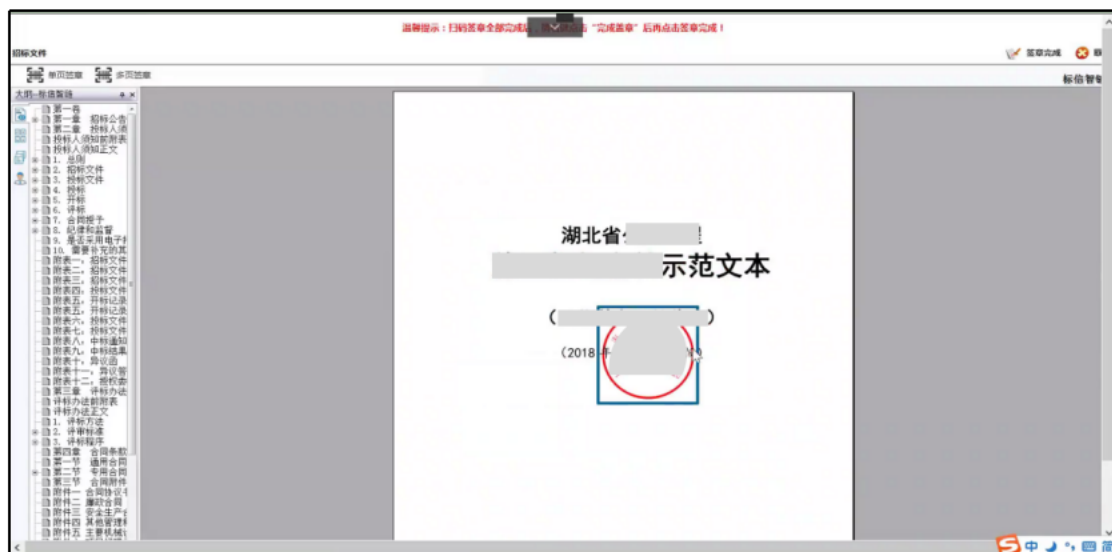 温馨提示：扫码签章全部完成后，
“完成盖章”后再点击签章完成！
招标文件
签章完成
单页签章 多页签章
标信智
大纲-标信智链
第一卷
第一章 招标公告
第二章 投标人须
投标人须知前附表
投标人须知正文
1. 总则
2. 招标文件
3. 投标文件
4. 投标
5. 开标
6. 评标
7. 合同授予
8. 纪律和监督
9. 是否采用电子
10. 需要补充的其
附表一：招标文件
附表二：招标文件
附表三：招标文件
附表四：投标文件
附表五：开标记录
附表五：开标记录
附表六：投标文件
附表七：投标文件
附表八：中标通知
附表九：中标结果
附表十：异议函
附表十一：异议答
附表十二：授权委
第三章 评标办法
评标办法前附表
评标办法正文
1. 评标方法
2. 评审标准
3. 评标程序
第四章 合同条款
第一节 通用合同
第二节 专用合同
第三节 合同附件
附件一 合同协议书
附件二 廉政合同
附件三 安全生产
附件四 其他管理
附件五 主要机械
湖北省
示范文本
（ ）
（2018年
中
简